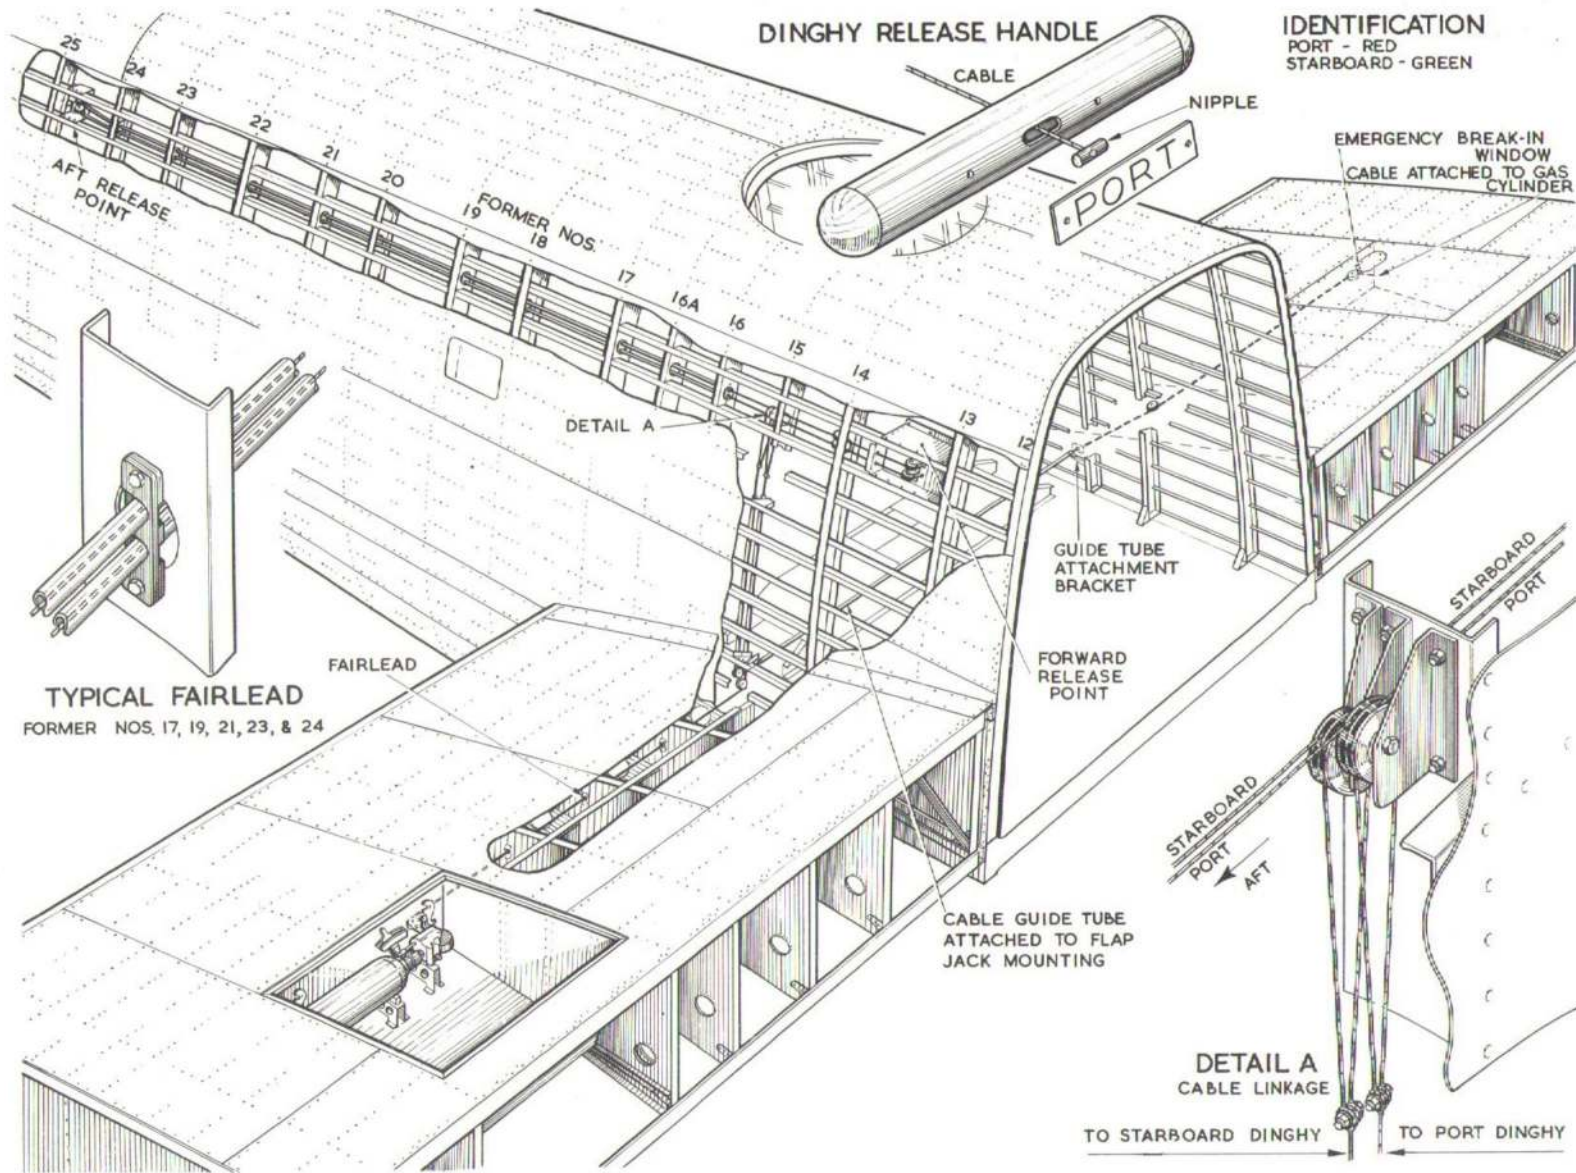 DINGHY RELEASE HANDLE
IDENTIFICATION
PORT - RED
STARBOARD - GREEN
CABLE
NIPPLE
PORT
EMERGENCY BREAK-IN
WINDOW
CABLE ATTACHED TO GAS
CYLINDER
25
24
23
22
21
20
19
18
17
16A
16
15
14
13
12
FORMER NOS.
AFT RELEASE
POINT
DETAIL A
GUIDE TUBE
ATTACHMENT
BRACKET
FORWARD
RELEASE
POINT
FAIRLEAD
TYPICAL FAIRLEAD
FORMER NOS. 17, 19, 21, 23, & 24
CABLE GUIDE TUBE
ATTACHED TO FLAP
JACK MOUNTING
STARBOARD
PORT
STARBOARD
PORT
AFT
DETAIL A
CABLE LINKAGE
TO STARBOARD DINGHY
TO PORT DINGHY